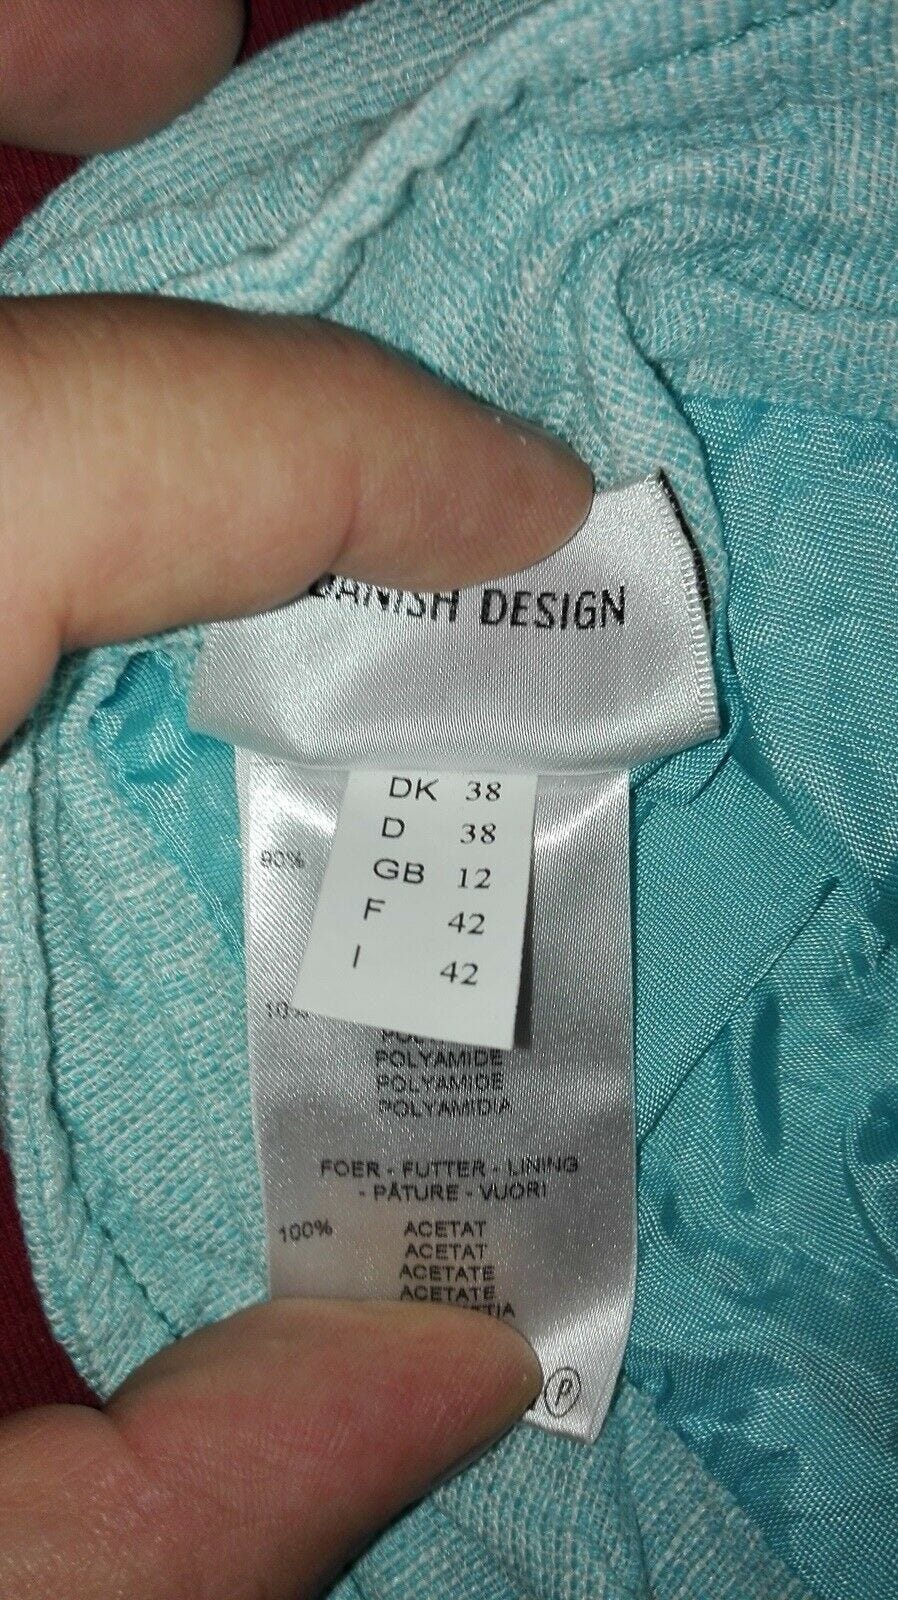 DANISH DESIGN
DK 38
D 38
90%
GB 12
F 42
I 42
10%
POLYAMIDE
POLYAMIDE
POLYAMIDIA
FOER - FUTTER - LINING
- PÂTURE - VUORI
100% ACETAT
ACETAT
ACETATE
ACETATE
P